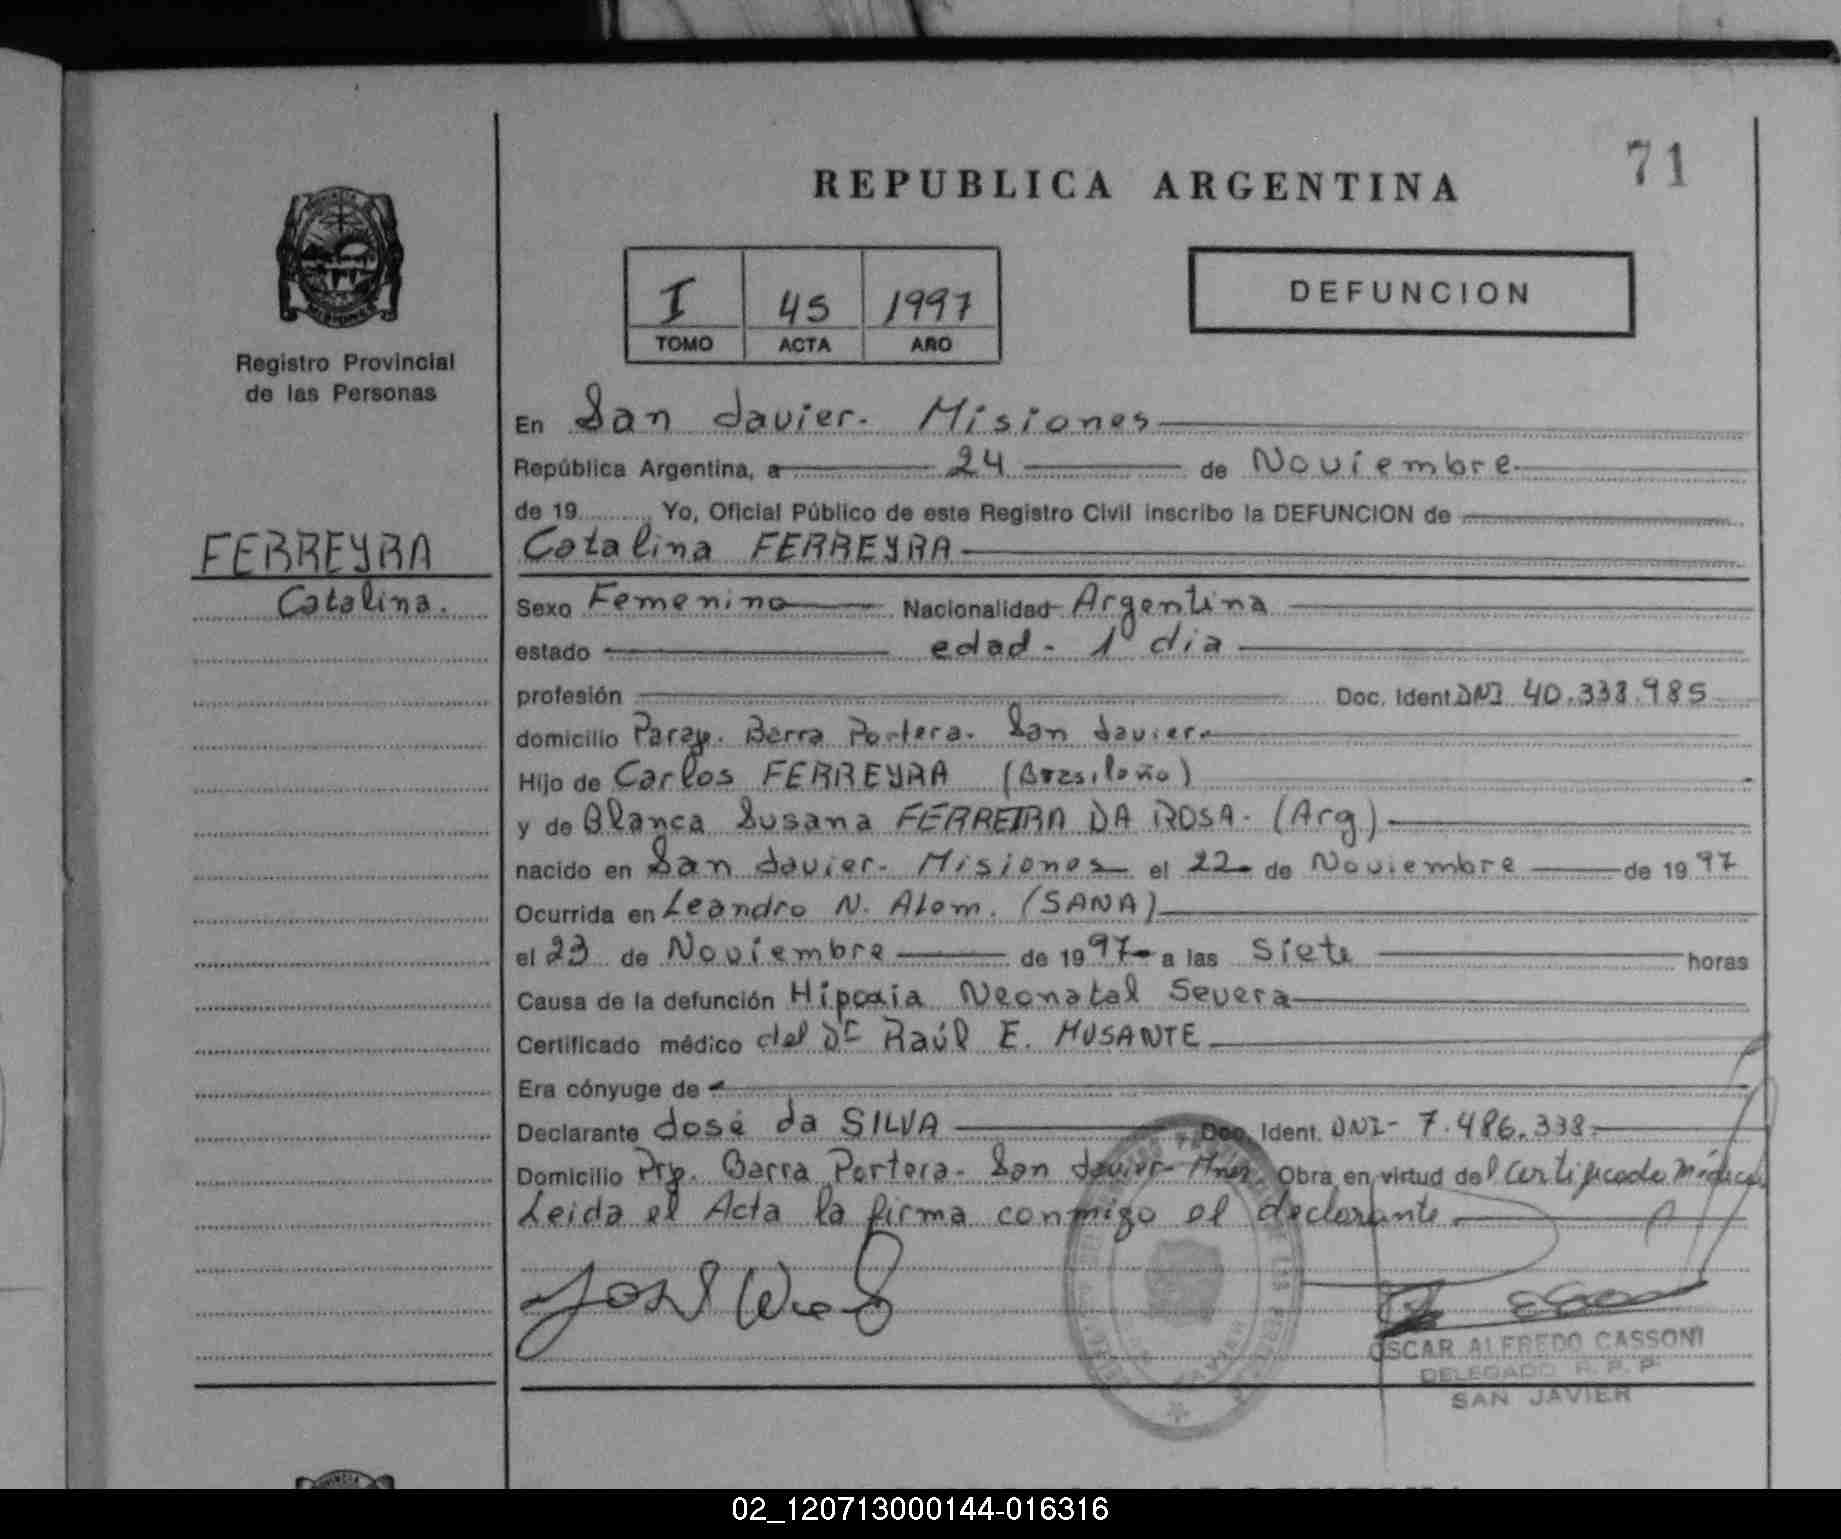 71
REPUBLICA ARGENTINA
I 45 1997
TOMO ACTA AÑO
DEFUNCION
Registro Provincial
de las Personas
En San Javier. Misiones
República Argentina, a 24 de Noviembre
de 19 Yo, Oficial Público de este Registro Civil inscribo la DEFUNCION de
FERREYRA
Catalina FERREYRA
Catalina.
Sexo Femenino Nacionalidad Argentina
estado edad - 1 dia
profesión Doc. Ident. DNI 40.338.985
domicilio Paraje. Barra Portera. San Javier.
Hijo de Carlos FERREYRA (Brasileño)
y de Blanca Susana FERREIRA DA ROSA. (Arg)
nacido en San Javier. Misiones el 22 de Noviembre de 1997
Ocurrida en Leandro N. Alem. (SANA)
el 23 de Noviembre de 1997 a las Siete horas
Causa de la defunción Hipoxia Neonatal Severa
Certificado médico del Dr Raúl E. MUSANTE
Era cónyuge de
Declarante José da SILVA Doc. Ident. DNI- 7.486.338
Domicilio Prje. Barra Portera. San Javier- Mnes. Obra en virtud del Certificado Médico
Leida el Acta la firma conmigo el declarante
OSCAR ALFREDO CASSONI
DELEGADO R. P. P
SAN JAVIER
02_120713000144-016316